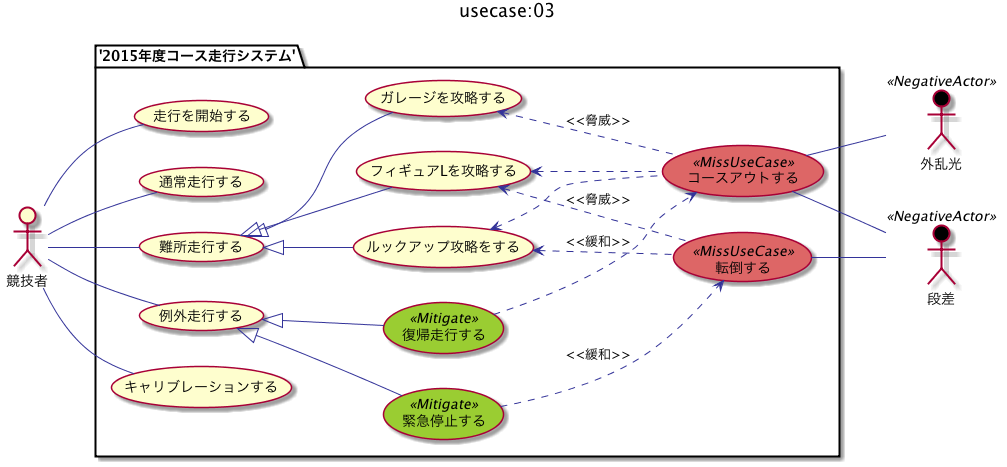 usecase:03
'2015年度コース走行システム'
ガレージを攻略する
走行を開始する
<<脅威>>
«NegativeActor»
外乱光
«MissUseCase»
コースアウトする
フィギュアLを攻略する
通常走行する
<<脅威>>
競技者
難所走行する
ルックアップ攻略をする
<<緩和>>
«MissUseCase»
転倒する
«NegativeActor»
段差
例外走行する
«Mitigate»
復帰走行する
<<緩和>>
キャリブレーションする
«Mitigate»
緊急停止する